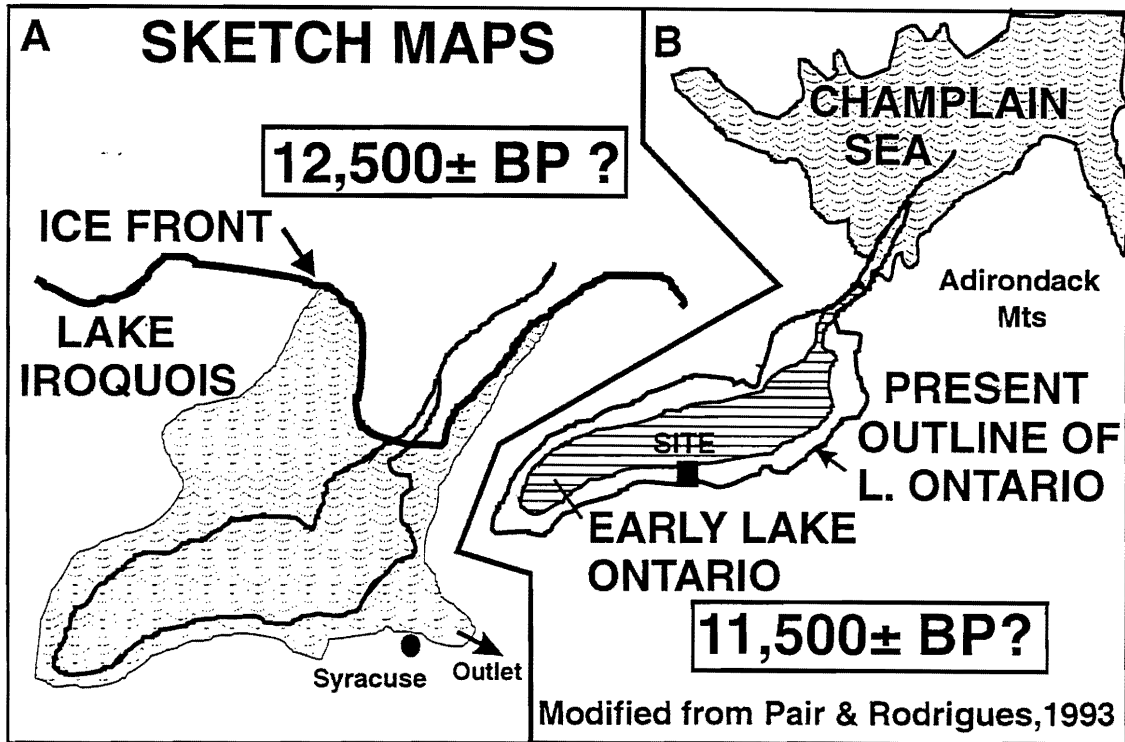 A
SKETCH MAPS
12,500± BP ?
ICE FRONT
LAKE
IROQUOIS
Syracuse
Outlet
B
CHAMPLAIN
SEA
Adirondack
Mts
PRESENT
OUTLINE OF
L. ONTARIO
SITE
EARLY LAKE
ONTARIO
11,500± BP?
Modified from Pair & Rodrigues,1993